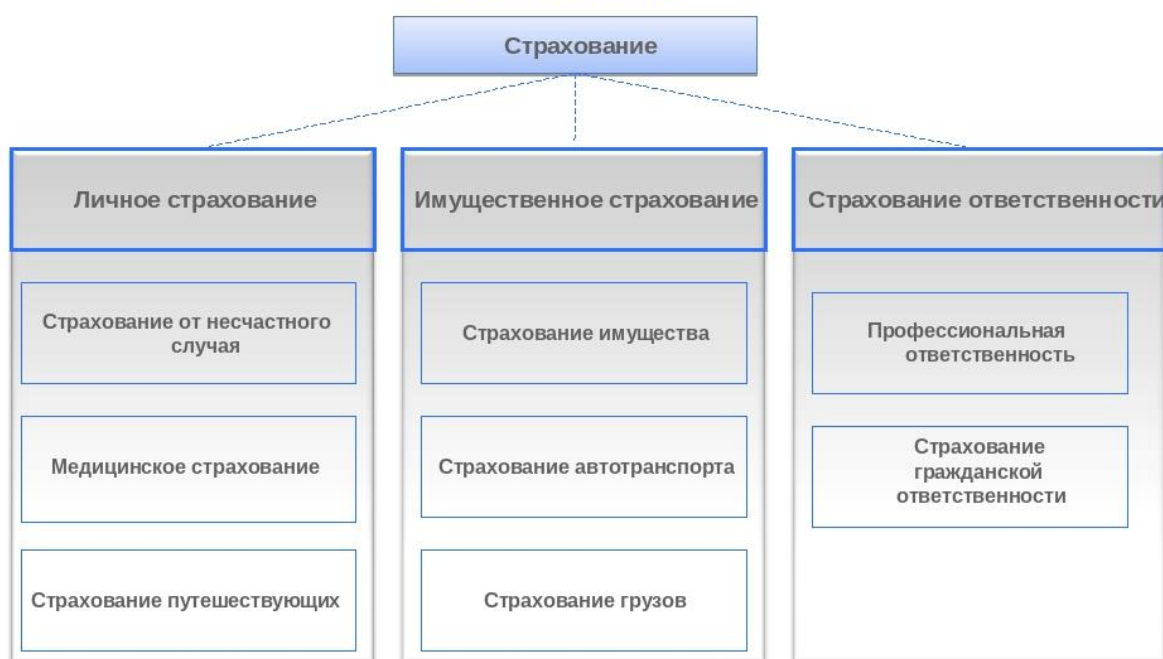 Страхование
Личное страхование
Имущественное страхование
Страхование ответственности
Страхование от несчастного
случая
Страхование имущества
Профессиональная
ответственность
Медицинское страхование
Страхование автотранспорта
Страхование
гражданской
ответственности
Страхование путешествующих
Страхование грузов